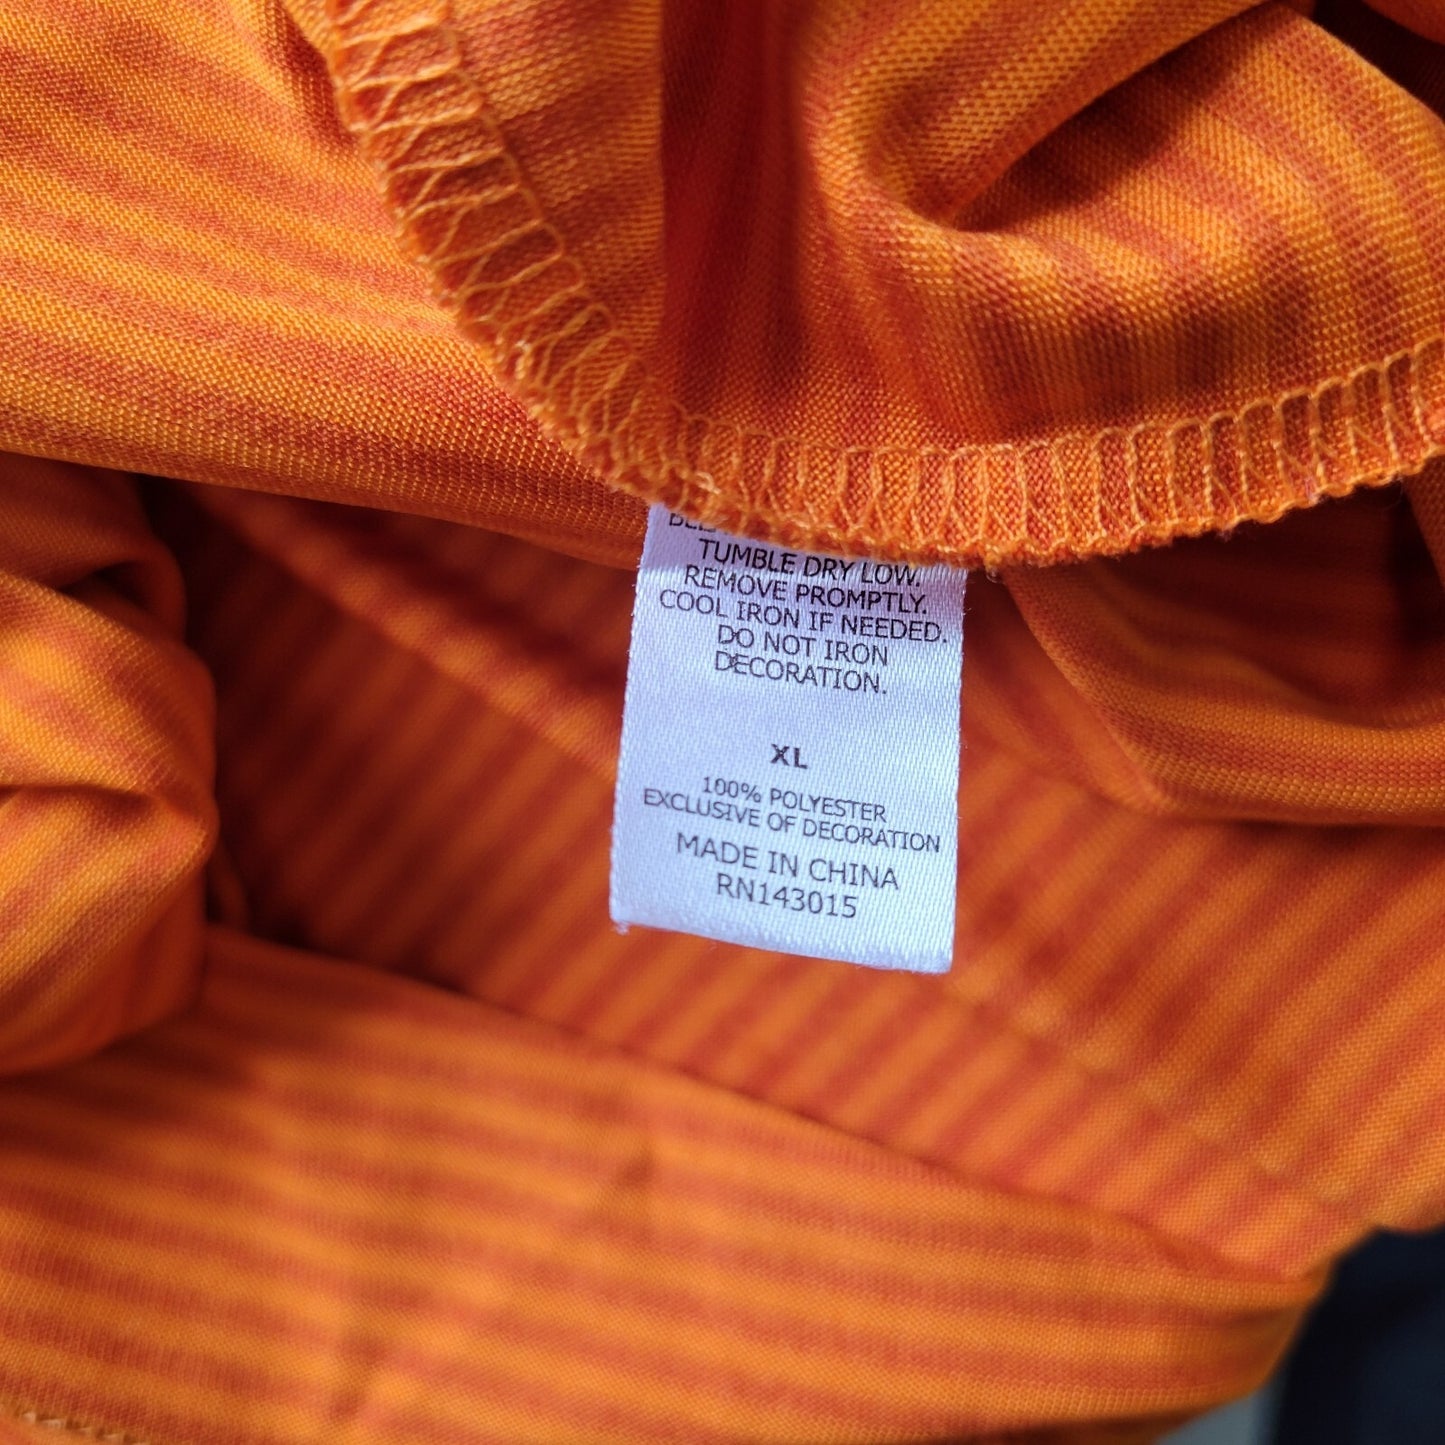 TUMBLE DRY LOW.
REMOVE PROMPTLY.
COOL IRON IF NEEDED.
DO NOT IRON
DECORATION.
XL
100% POLYESTER
EXCLUSIVE OF DECORATION
MADE IN CHINA
RN143015